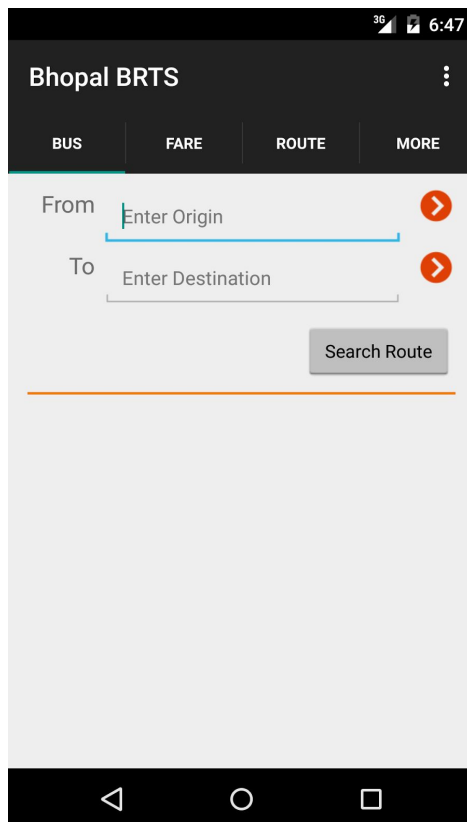 3G 6:47
Bhopal BRTS
BUS FARE ROUTE MORE
From Enter Origin
To Enter Destination
Search Route